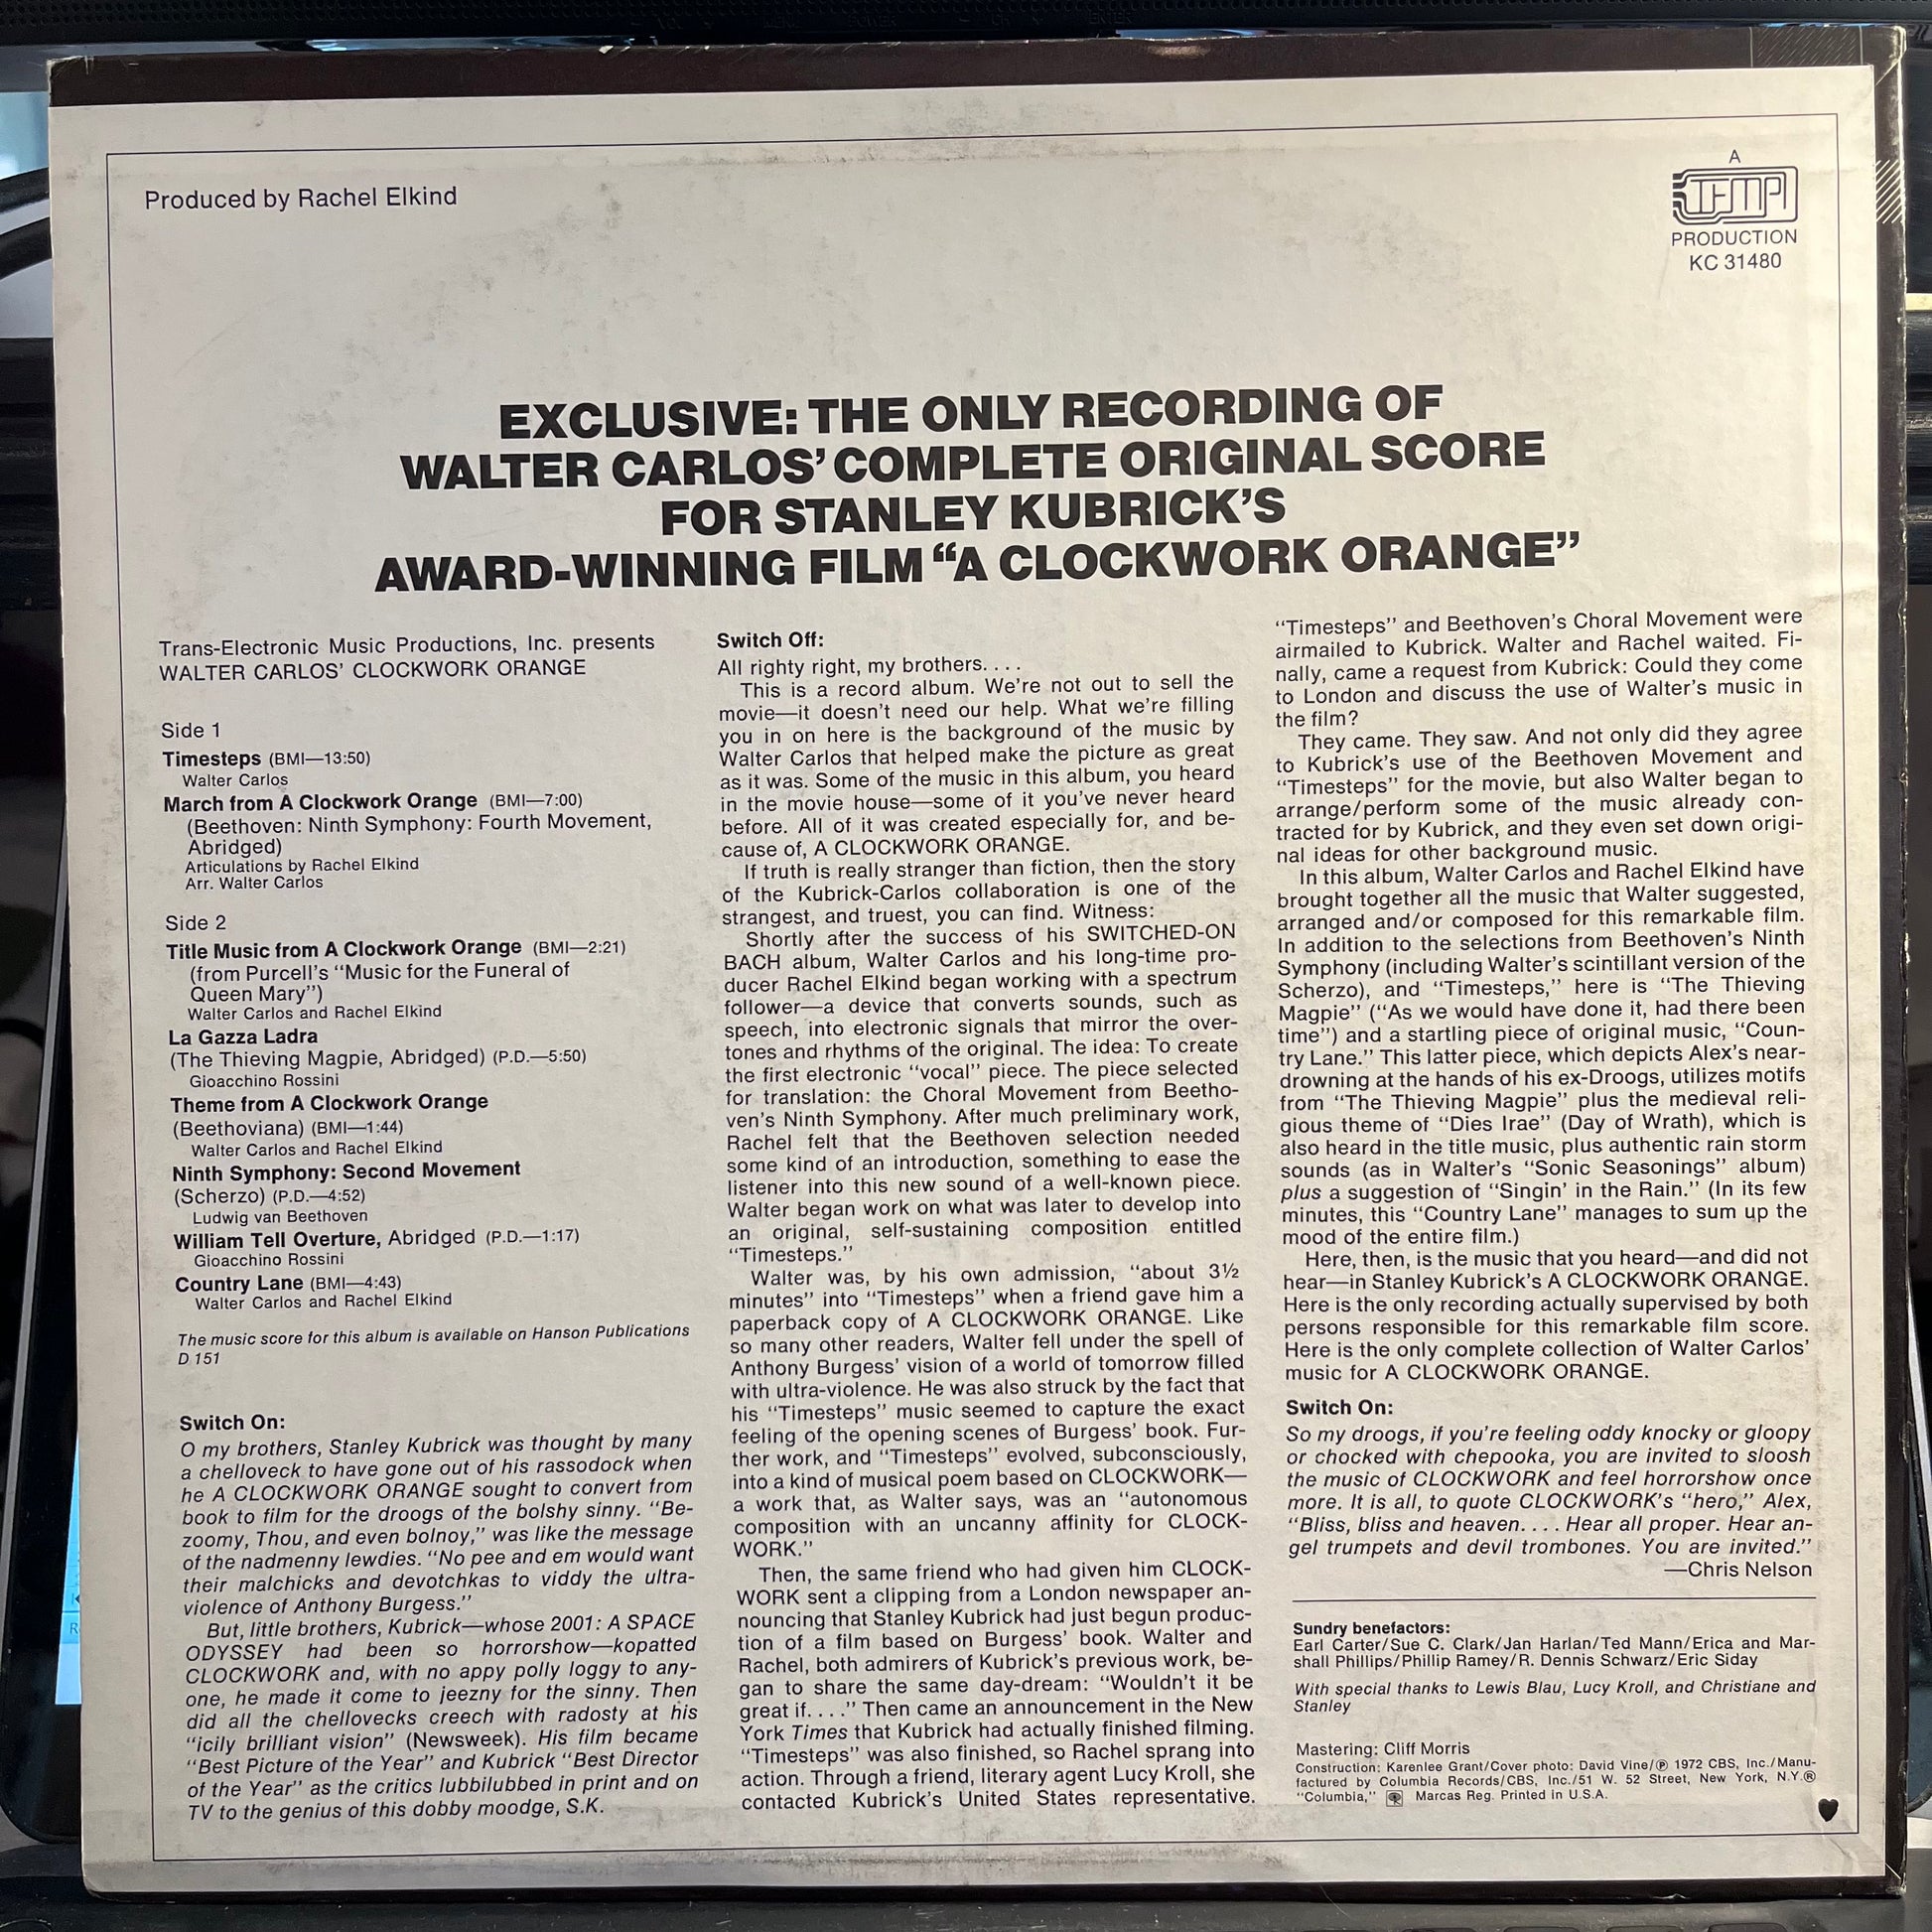 Produced by Rachel Elkind
A
TEMPI
PRODUCTION
KC 31480
EXCLUSIVE: THE ONLY RECORDING OF
WALTER CARLOS’ COMPLETE ORIGINAL SCORE
FOR STANLEY KUBRICK’S
AWARD-WINNING FILM “A CLOCKWORK ORANGE”
Trans-Electronic Music Productions, Inc. presents
WALTER CARLOS’ CLOCKWORK ORANGE
Side 1
Timesteps (BMI—13:50)
Walter Carlos
March from A Clockwork Orange (BMI—7:00)
(Beethoven: Ninth Symphony: Fourth Movement,
Abridged)
Articulations by Rachel Elkind
Arr. Walter Carlos
Side 2
Title Music from A Clockwork Orange (BMI—2:21)
(from Purcell’s “Music for the Funeral of
Queen Mary”)
Walter Carlos and Rachel Elkind
La Gazza Ladra
(The Thieving Magpie, Abridged) (P.D.—5:50)
Gioacchino Rossini
Theme from A Clockwork Orange
(Beethoviana) (BMI—1:44)
Walter Carlos and Rachel Elkind
Ninth Symphony: Second Movement
(Scherzo) (P.D.—4:52)
Ludwig van Beethoven
William Tell Overture, Abridged (P.D.—1:17)
Gioacchino Rossini
Country Lane (BMI—4:43)
Walter Carlos and Rachel Elkind
The music score for this album is available on Hanson Publications
D 151
Switch On:
O my brothers, Stanley Kubrick was thought by many
a chelloveck to have gone out of his rassodock when
he A CLOCKWORK ORANGE sought to convert from
book to film for the droogs of the bolshy sinny. “Be-
zoomy, Thou, and even bolnoy,” was like the message
of the nadmenny lewdies. “No pee and em would want
their malchicks and devotchkas to viddy the ultra-
violence of Anthony Burgess.”
But, little brothers, Kubrick—whose 2001: A SPACE
ODYSSEY had been so horrorshow—kopatted
CLOCKWORK and, with no appy polly loggy to any-
one, he made it come to jeezny for the sinny. Then
did all the chellovecks creech with radosty at his
“icily brilliant vision” (Newsweek). His film became
“Best Picture of the Year” and Kubrick “Best Director
of the Year” as the critics lubbilubbed in print and on
TV to the genius of this dobby moodge, S.K.
Switch Off:
All righty right, my brothers. . . .
This is a record album. We’re not out to sell the
movie—it doesn’t need our help. What we’re filling
you in on here is the background of the music by
Walter Carlos that helped make the picture as great
as it was. Some of the music in this album, you heard
in the movie house—some of it you’ve never heard
before. All of it was created especially for, and be-
cause of, A CLOCKWORK ORANGE.
If truth is really stranger than fiction, then the story
of the Kubrick-Carlos collaboration is one of the
strangest, and truest, you can find. Witness:
Shortly after the success of his SWITCHED-ON
BACH album, Walter Carlos and his long-time pro-
ducer Rachel Elkind began working with a spectrum
follower—a device that converts sounds, such as
speech, into electronic signals that mirror the over-
tones and rhythms of the original. The idea: To create
the first electronic “vocal” piece. The piece selected
for translation: the Choral Movement from Beetho-
ven’s Ninth Symphony. After much preliminary work,
Rachel felt that the Beethoven selection needed
some kind of an introduction, something to ease the
listener into this new sound of a well-known piece.
Walter began work on what was later to develop into
an original, self-sustaining composition entitled
“Timesteps.”
Walter was, by his own admission, “about 3½
minutes” into “Timesteps” when a friend gave him a
paperback copy of A CLOCKWORK ORANGE. Like
so many other readers, Walter fell under the spell of
Anthony Burgess’ vision of a world of tomorrow filled
with ultra-violence. He was also struck by the fact that
his “Timesteps” music seemed to capture the exact
feeling of the opening scenes of Burgess’ book. Fur-
ther work, and “Timesteps” evolved, subconsciously,
into a kind of musical poem based on CLOCKWORK—
a work that, as Walter says, was an “autonomous
composition with an uncanny affinity for CLOCK-
WORK.”
Then, the same friend who had given him CLOCK-
WORK sent a clipping from a London newspaper an-
nouncing that Stanley Kubrick had just begun produc-
tion of a film based on Burgess’ book. Walter and
Rachel, both admirers of Kubrick’s previous work, be-
gan to share the same day-dream: “Wouldn’t it be
great if. . . .” Then came an announcement in the New
York Times that Kubrick had actually finished filming.
“Timesteps” was also finished, so Rachel sprang into
action. Through a friend, literary agent Lucy Kroll, she
contacted Kubrick’s United States representative.
“Timesteps” and Beethoven’s Choral Movement were
airmailed to Kubrick. Walter and Rachel waited. Fi-
nally, came a request from Kubrick: Could they come
to London and discuss the use of Walter’s music in
the film?
They came. They saw. And not only did they agree
to Kubrick’s use of the Beethoven Movement and
“Timesteps” for the movie, but also Walter began to
arrange/perform some of the music already con-
tracted for by Kubrick, and they even set down origi-
nal ideas for other background music.
In this album, Walter Carlos and Rachel Elkind have
brought together all the music that Walter suggested,
arranged and/or composed for this remarkable film.
In addition to the selections from Beethoven’s Ninth
Symphony (including Walter’s scintillant version of the
Scherzo), and “Timesteps,” here is “The Thieving
Magpie” (“As we would have done it, had there been
time”) and a startling piece of original music, “Coun-
try Lane.” This latter piece, which depicts Alex’s near-
drowning at the hands of his ex-Droogs, utilizes motifs
from “The Thieving Magpie” plus the medieval reli-
gious theme of “Dies Irae” (Day of Wrath), which is
also heard in the title music, plus authentic rain storm
sounds (as in Walter’s “Sonic Seasonings” album)
plus a suggestion of “Singin’ in the Rain.” (In its few
minutes, this “Country Lane” manages to sum up the
mood of the entire film.)
Here, then, is the music that you heard—and did not
hear—in Stanley Kubrick’s A CLOCKWORK ORANGE.
Here is the only recording actually supervised by both
persons responsible for this remarkable film score.
Here is the only complete collection of Walter Carlos’
music for A CLOCKWORK ORANGE.
Switch On:
So my droogs, if you’re feeling oddy knocky or gloopy
or chocked with chepooka, you are invited to sloosh
the music of CLOCKWORK and feel horrorshow once
more. It is all, to quote CLOCKWORK’s “hero,” Alex,
“Bliss, bliss and heaven. . . . Hear all proper. Hear an-
gel trumpets and devil trombones. You are invited.”
—Chris Nelson
Sundry benefactors:
Earl Carter/Sue C. Clark/Jan Harlan/Ted Mann/Erica and Mar-
shall Phillips/Phillip Ramey/R. Dennis Schwarz/Eric Siday
With special thanks to Lewis Blau, Lucy Kroll, and Christiane and
Stanley
Mastering: Cliff Morris
Construction: Karenlee Grant/Cover photo: David Vine/℗ 1972 CBS, Inc./Manu-
factured by Columbia Records/CBS, Inc./51 W. 52 Street, New York, N.Y.®
“Columbia,” Marcas Reg. Printed in U.S.A.